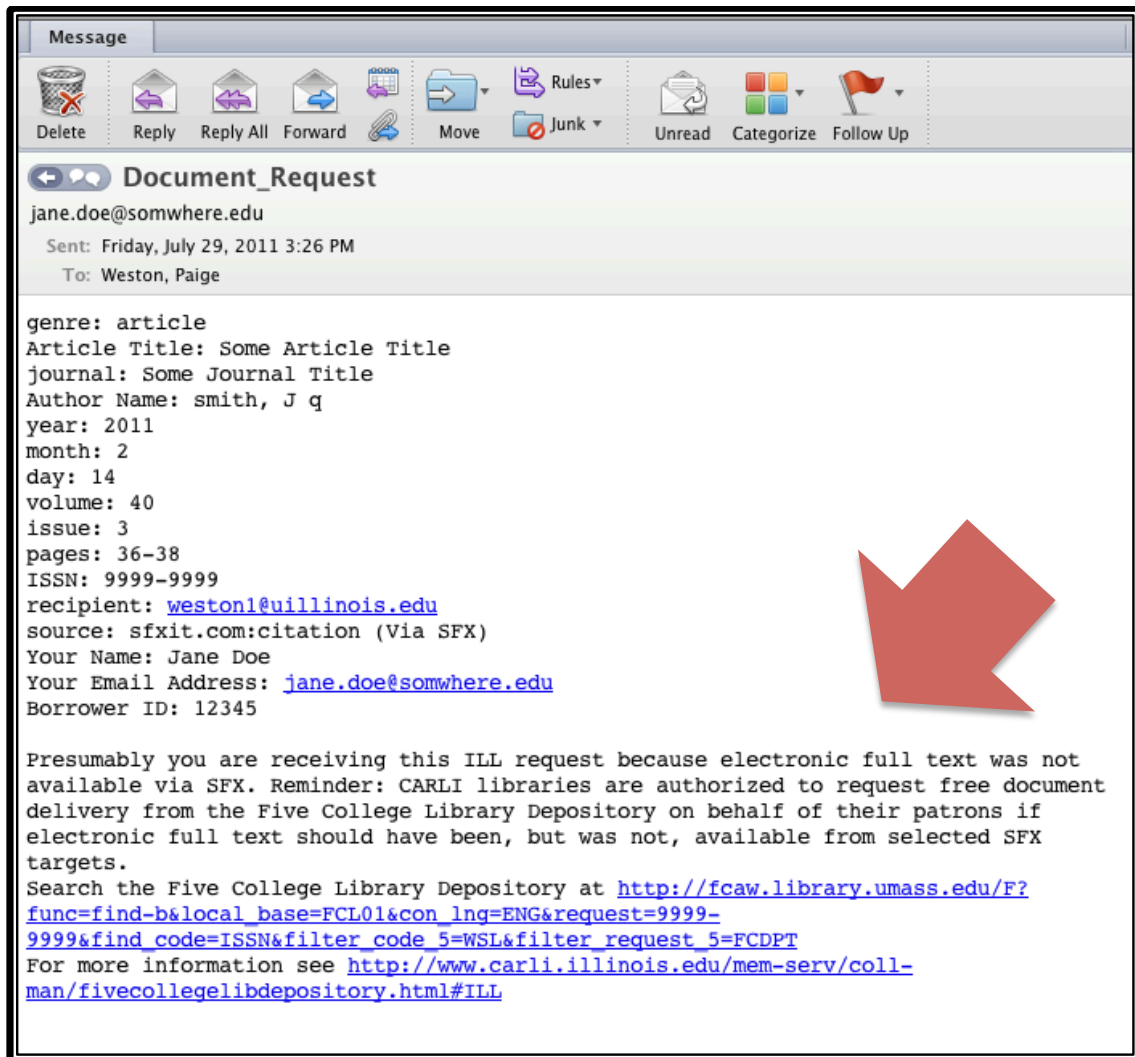 Message
Delete Reply Reply All Forward Move Rules Junk Unread Categorize Follow Up
Document_Request
jane.doe@somwhere.edu
Sent: Friday, July 29, 2011 3:26 PM
To: Weston, Paige
genre: article
Article Title: Some Article Title
journal: Some Journal Title
Author Name: smith, J q
year: 2011
month: 2
day: 14
volume: 40
issue: 3
pages: 36-38
ISSN: 9999-9999
recipient: weston1@uillinois.edu
source: sfxit.com:citation (Via SFX)
Your Name: Jane Doe
Your Email Address: jane.doe@somwhere.edu
Borrower ID: 12345
Presumably you are receiving this ILL request because electronic full text was not
available via SFX. Reminder: CARLI libraries are authorized to request free document
delivery from the Five College Library Depository on behalf of their patrons if
electronic full text should have been, but was not, available from selected SFX
targets.
Search the Five College Library Depository at http://fcaw.library.umass.edu/F?
func=find-b&local_base=FCL01&con_lng=ENG&request=9999-
9999&find_code=ISSN&filter_code_5=WSL&filter_request_5=FCDPT
For more information see http://www.carli.illinois.edu/mem-serv/coll-
man/fivecollegelibdepository.html#ILL